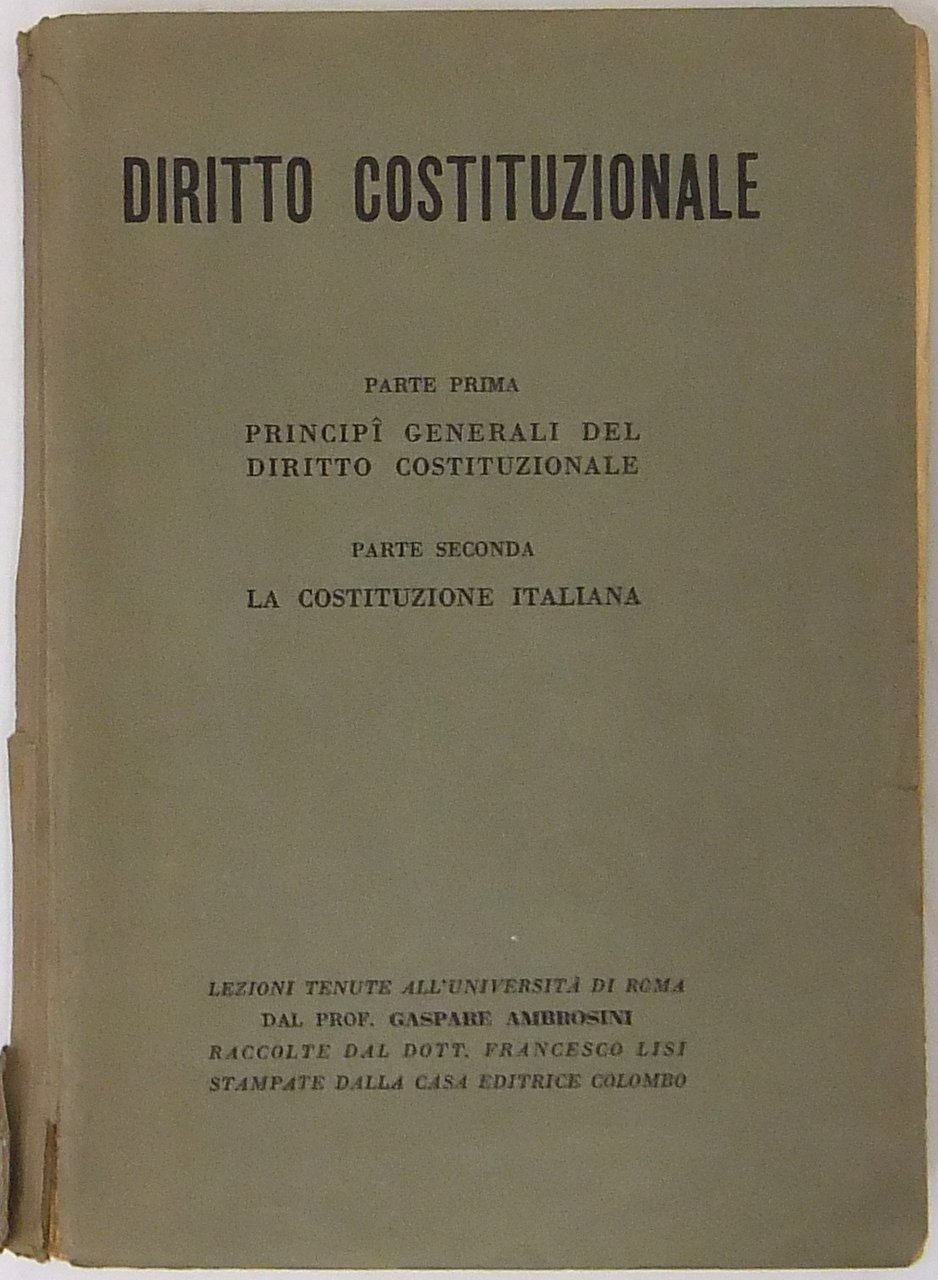 DIRITTO COSTITUZIONALE
PARTE PRIMA
PRINCIPÎ GENERALI DEL
DIRITTO COSTITUZIONALE
PARTE SECONDA
LA COSTITUZIONE ITALIANA
LEZIONI TENUTE ALL'UNIVERSITÀ DI ROMA
DAL PROF. GASPARE AMBROSINI
RACCOLTE DAL DOTT. FRANCESCO LISI
STAMPATE DALLA CASA EDITRICE COLOMBO